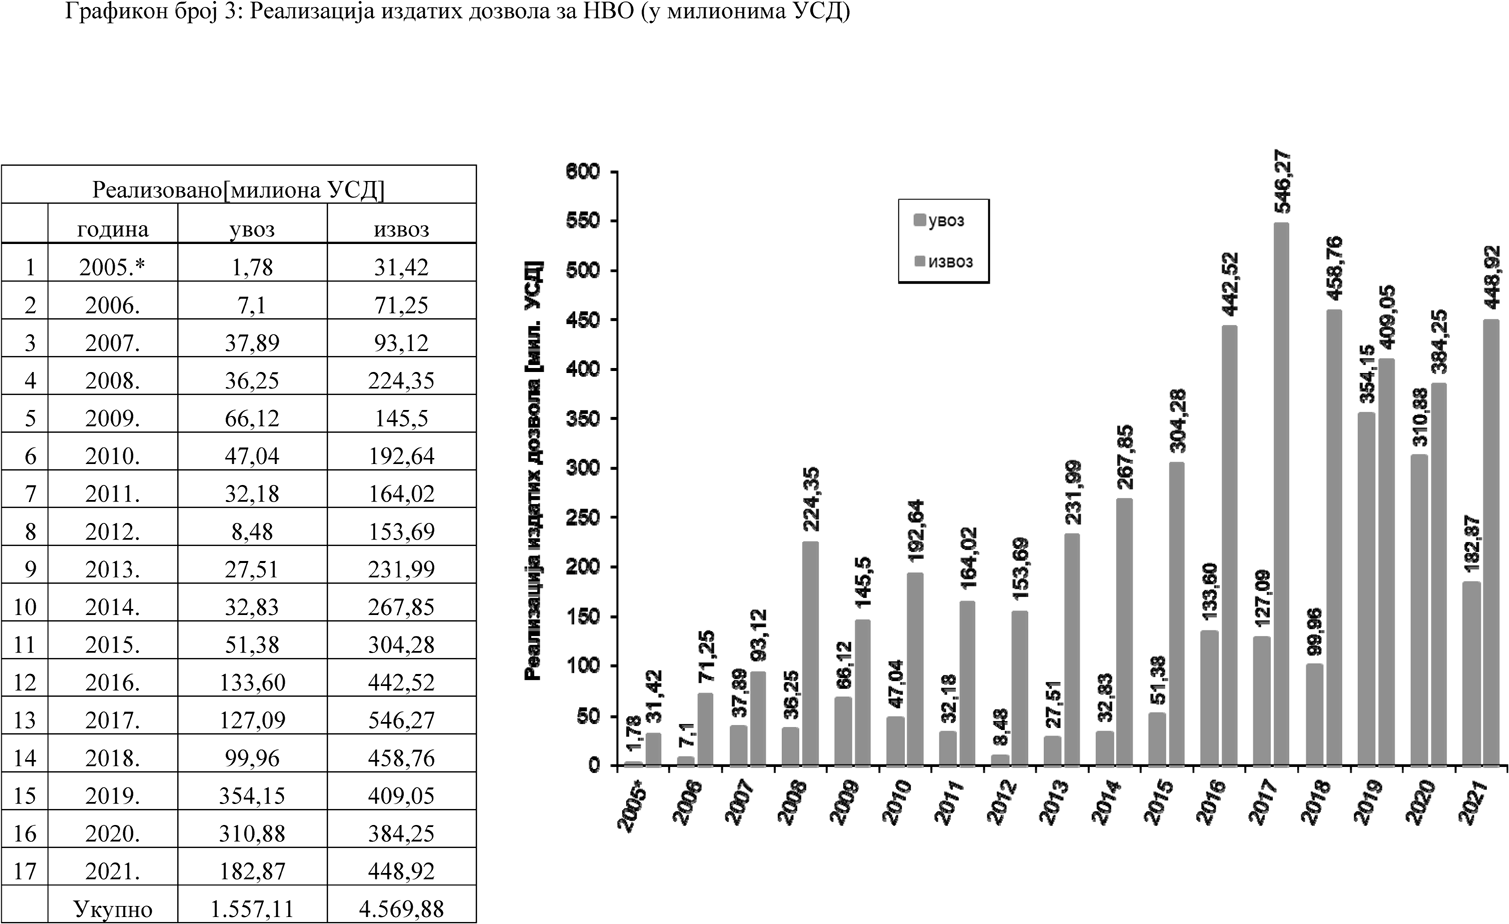 Графикон број 3: Реализација издатих дозвола за НВО (у милионима УСД)
Реализовано[милиона УСД]
година увоз извоз
1 2005.* 1,78 31,42
2 2006. 7,1 71,25
3 2007. 37,89 93,12
4 2008. 36,25 224,35
5 2009. 66,12 145,5
6 2010. 47,04 192,64
7 2011. 32,18 164,02
8 2012. 8,48 153,69
9 2013. 27,51 231,99
10 2014. 32,83 267,85
11 2015. 51,38 304,28
12 2016. 133,60 442,52
13 2017. 127,09 546,27
14 2018. 99,96 458,76
15 2019. 354,15 409,05
16 2020. 310,88 384,25
17 2021. 182,87 448,92
Укупно 1.557,11 4.569,88
Реализација издатих дозвола [мил. УСД]
600
550
500
450
400
350
300
250
200
150
100
50
0
увоз
извоз
1,78
31,42
7,1
71,25
37,89
93,12
36,25
224,35
66,12
145,5
47,04
192,64
32,18
164,02
8,48
153,69
27,51
231,99
32,83
267,85
51,38
304,28
133,60
442,52
127,09
546,27
99,96
458,76
354,15
409,05
310,88
384,25
182,87
448,92
2005*
2006
2007
2008
2009
2010
2011
2012
2013
2014
2015
2016
2017
2018
2019
2020
2021